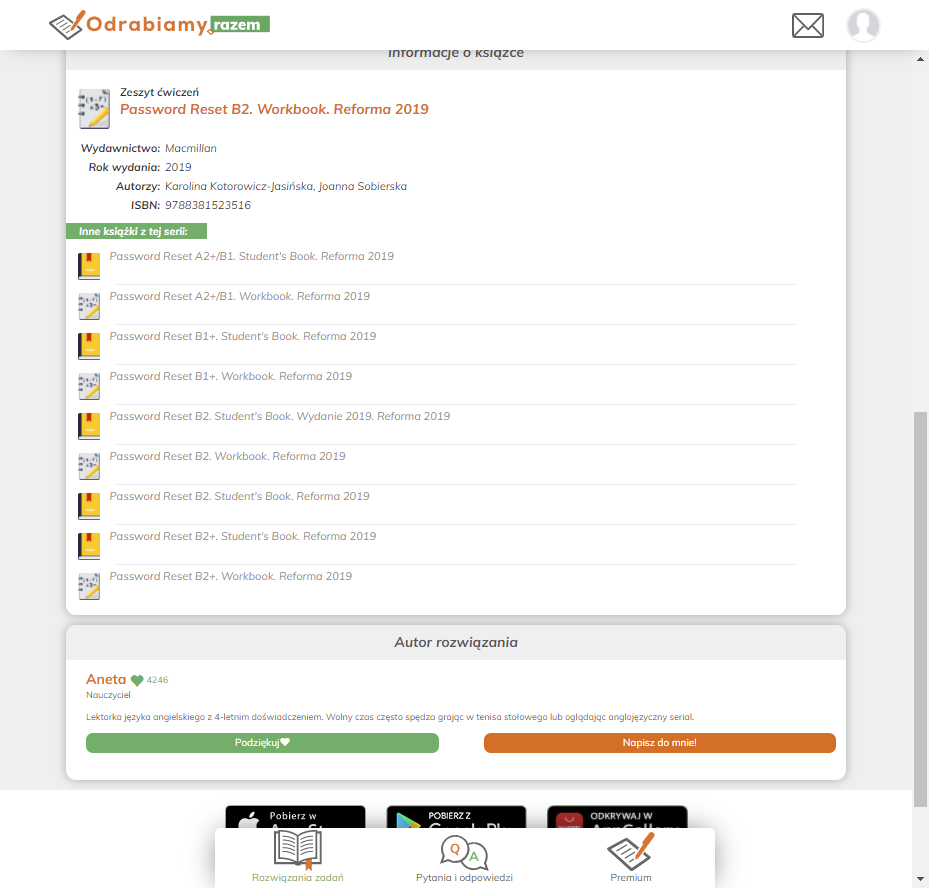 Odrabiamy.razem
Informacje o książce
Zeszyt ćwiczeń
Password Reset B2. Workbook. Reforma 2019
Wydawnictwo: Macmillan
Rok wydania: 2019
Autorzy: Karolina Kotorowicz-Jasińska, Joanna Sobierska
ISBN: 9788381523516
Inne książki z tej serii:
Password Reset A2+/B1. Student's Book. Reforma 2019
Password Reset A2+/B1. Workbook. Reforma 2019
Password Reset B1+. Student's Book. Reforma 2019
Password Reset B1+. Workbook. Reforma 2019
Password Reset B2. Student's Book. Wydanie 2019. Reforma 2019
Password Reset B2. Workbook. Reforma 2019
Password Reset B2. Student's Book. Reforma 2019
Password Reset B2+. Student's Book. Reforma 2019
Password Reset B2+. Workbook. Reforma 2019
Autor rozwiązania
Aneta 4246
Nauczyciel
Lektorka języka angielskiego z 4-letnim doświadczeniem. Wolny czas często spędza grając w tenisa stołowego lub oglądając anglojęzyczny serial.
Podziękuj
Napisz do mnie!
Pobierz w
POBIERZ Z
ODKRYWAJ W
Q
A
Rozwiązania zadań
Pytania i odpowiedzi
Premium